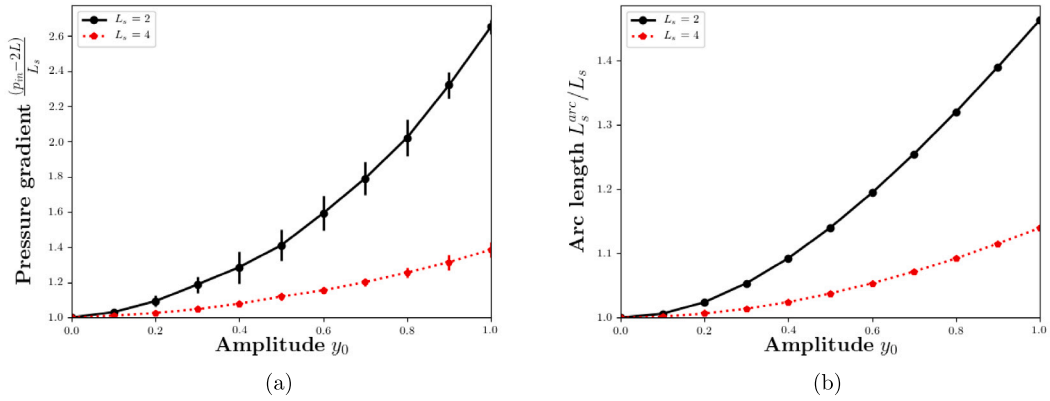 Pressure gradient (p_in−2L)/L_s
L_s = 2
L_s = 4
2.6
2.4
2.2
2.0
1.8
1.6
1.4
1.2
1.0
0.0 0.2 0.4 0.6 0.8 1.0
Amplitude y_0
(a)
Arc length L_s^arc/L_s
L_s = 2
L_s = 4
1.4
1.3
1.2
1.1
1.0
0.0 0.2 0.4 0.6 0.8 1.0
Amplitude y_0
(b)